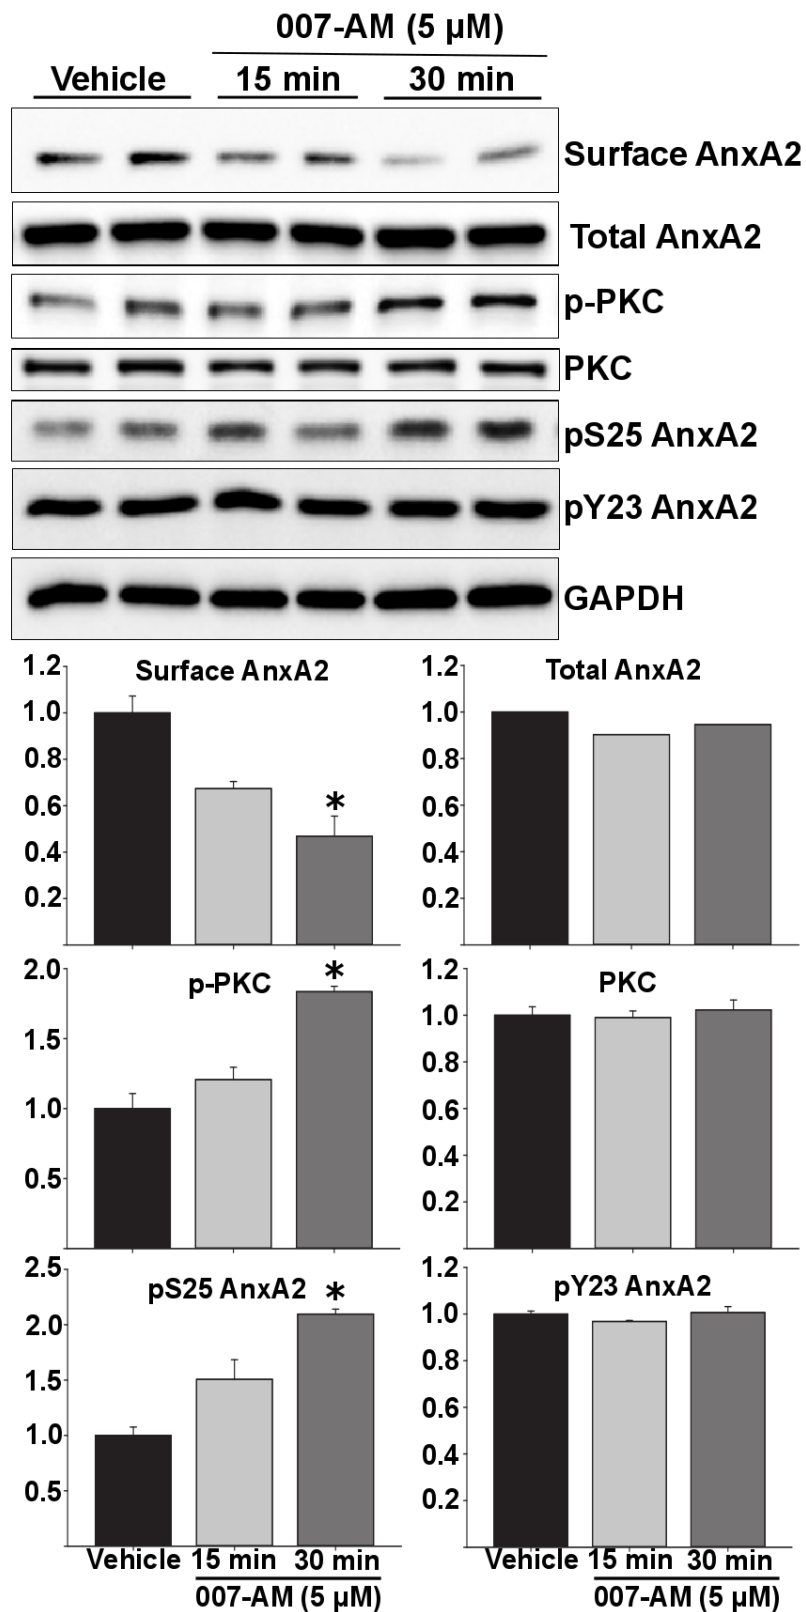 007-AM (5 µM)
Vehicle 15 min 30 min
Surface AnxA2
Total AnxA2
p-PKC
PKC
pS25 AnxA2
pY23 AnxA2
GAPDH
Surface AnxA2
1.2
1.0
0.8
0.6
0.4
0.2
*
Total AnxA2
1.2
1.0
0.8
0.6
0.4
0.2
p-PKC
2.0
1.5
1.0
0.5
*
PKC
1.2
1.0
0.8
0.6
0.4
0.2
pS25 AnxA2
2.5
2.0
1.5
1.0
0.5
*
Vehicle 15 min 30 min
007-AM (5 µM)
pY23 AnxA2
1.2
1.0
0.8
0.6
0.4
0.2
Vehicle 15 min 30 min
007-AM (5 µM)